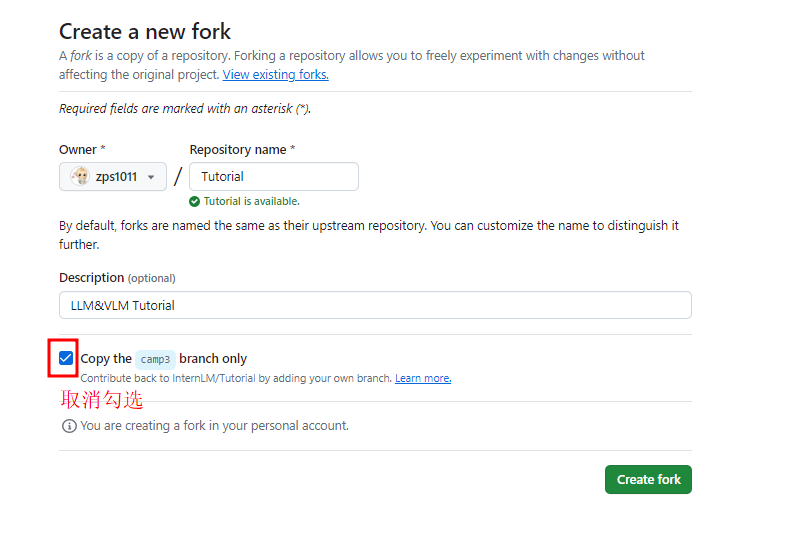 Create a new fork
A fork is a copy of a repository. Forking a repository allows you to freely experiment with changes without
affecting the original project. View existing forks.
Required fields are marked with an asterisk (*).
Owner * Repository name *
zps1011 / Tutorial
Tutorial is available.
By default, forks are named the same as their upstream repository. You can customize the name to distinguish it
further.
Description (optional)
LLM&VLM Tutorial
Copy the camp3 branch only
Contribute back to InternLM/Tutorial by adding your own branch. Learn more.
取消勾选
You are creating a fork in your personal account.
Create fork